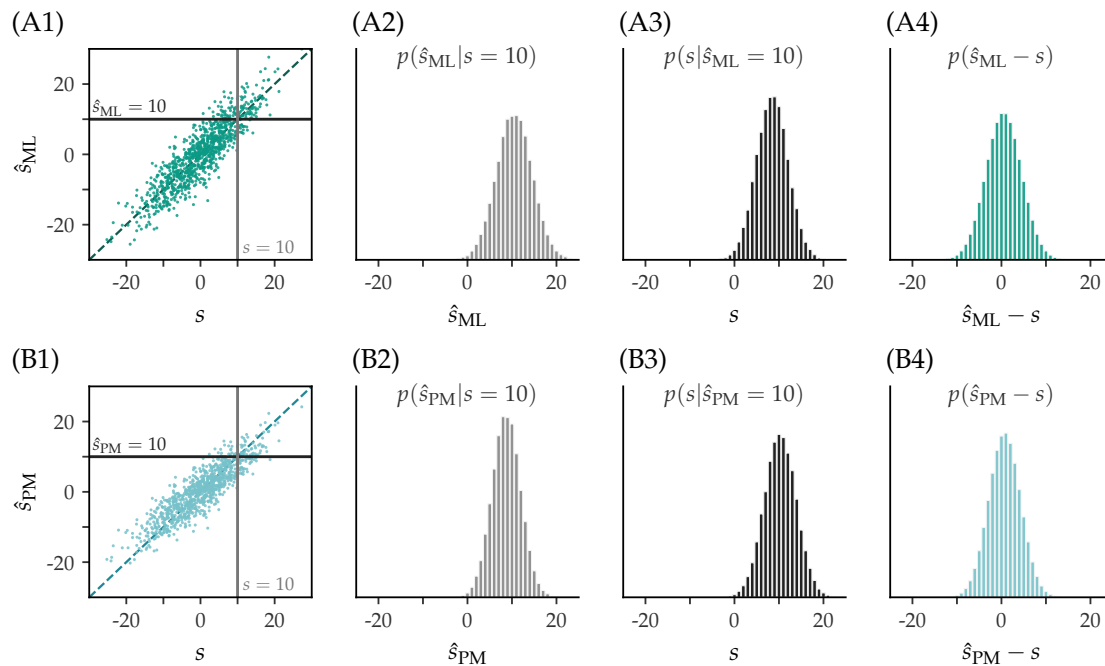 (A1) (A2) (A3) (A4)
p(ŝ_ML|s = 10) p(s|ŝ_ML = 10) p(ŝ_ML − s)
20
ŝ_ML = 10
0
ŝ_ML
-20
s = 10
-20 0 20 -20 0 20 -20 0 20 -20 0 20
s ŝ_ML s ŝ_ML − s
(B1) (B2) (B3) (B4)
p(ŝ_PM|s = 10) p(s|ŝ_PM = 10) p(ŝ_PM − s)
20
ŝ_PM = 10
0
ŝ_PM
-20
s = 10
-20 0 20 -20 0 20 -20 0 20 -20 0 20
s ŝ_PM s ŝ_PM − s